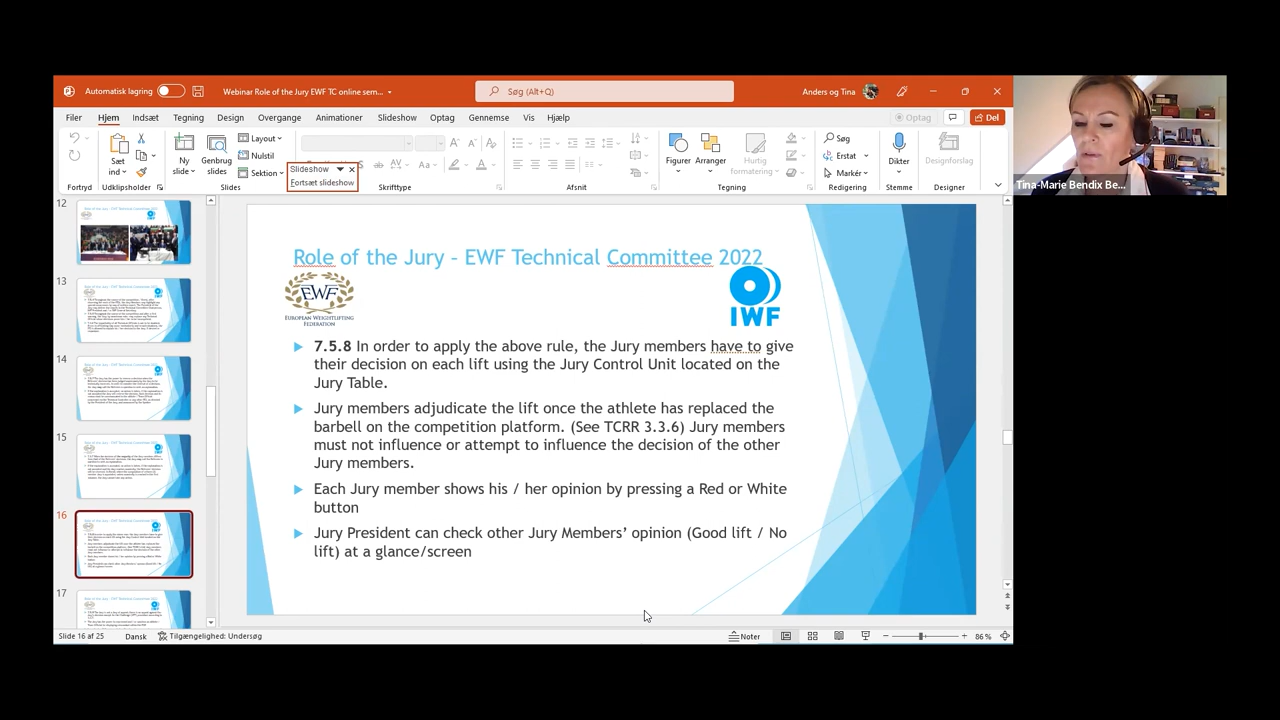 Automatisk lagring
Webinar Role of the Jury EWF TC online sem...
Søg (Alt+Q)
Anders og Tina
Filer Hjem Indsæt Tegning Design Overgange Animationer Slideshow Optag Gennemse Vis Hjælp
Optag
Del
Sæt ind
Ny slide
Genbrug slides
Layout
Nulstil
Sektion
Slideshow
Fortsæt slideshow
Figurer
Arranger
Hurtig formatering
Søg
Erstat
Markér
Dikter
Designforslag
Fortryd
Udklipsholder
Slides
Skrifttype
Afsnit
Tegning
Redigering
Stemme
Designer
Tina-Marie Bendix Be...
12
13
14
15
16
17
Role of the Jury – EWF Technical Committee 2022
EWF
EUROPEAN WEIGHTLIFTING
FEDERATION
IWF
7.5.8 In order to apply the above rule, the Jury members have to give
their decision on each lift using the Jury Control Unit located on the
Jury Table.
Jury members adjudicate the lift once the athlete has replaced the
barbell on the competition platform. (See TCRR 3.3.6) Jury members
must not influence or attempt to influence the decision of the other
Jury members.
Each Jury member shows his / her opinion by pressing a Red or White
button
Jury President can check other Jury Members’ opinion (Good lift / No
lift) at a glance/screen
Slide 16 af 25
Dansk
Tilgængelighed: Undersøg
Noter
86 %